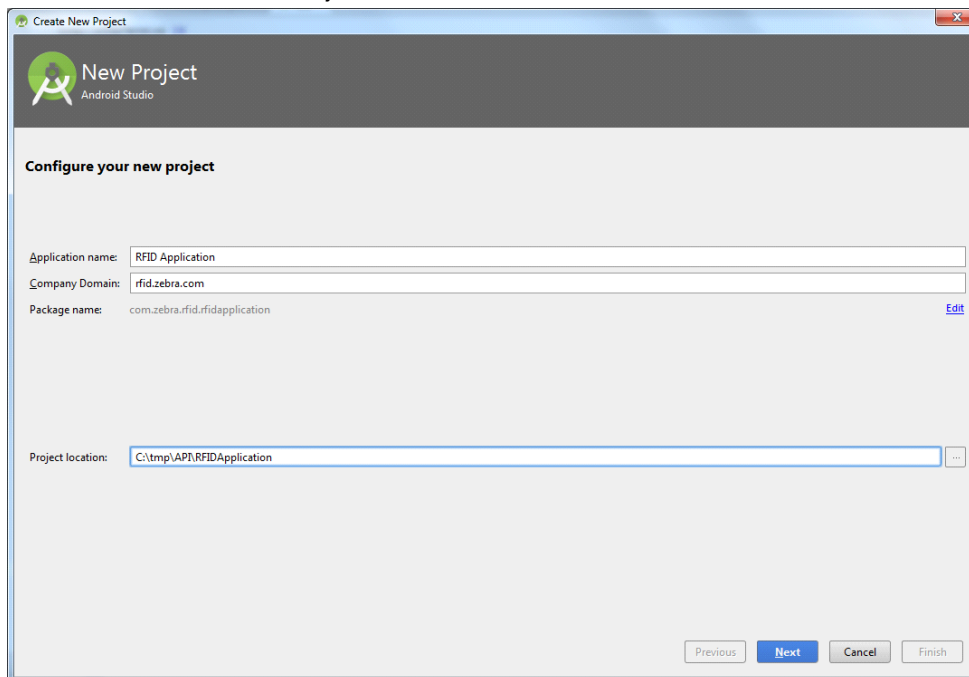 Create New Project
New Project
Android Studio
Configure your new project
Application name: RFID Application
Company Domain: rfid.zebra.com
Package name: com.zebra.rfid.rfidapplication Edit
Project location: C:\tmp\API\RFIDApplication ...
Previous Next Cancel Finish